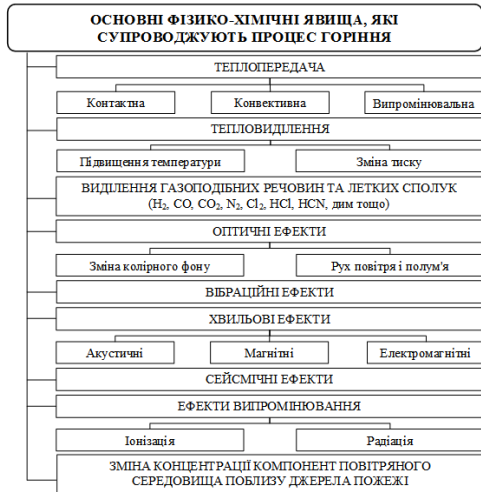 ОСНОВНІ ФІЗИКО-ХІМІЧНІ ЯВИЩА, ЯКІ
СУПРОВОДЖУЮТЬ ПРОЦЕС ГОРІННЯ
ТЕПЛОПЕРЕДАЧА
Контактна
Конвективна
Випромінювальна
ТЕПЛОВИДІЛЕННЯ
Підвищення температури
Зміна тиску
ВИДІЛЕННЯ ГАЗОПОДІБНИХ РЕЧОВИН ТА ЛЕТКИХ СПОЛУК
(H₂, CO, CO₂, N₂, Cl₂, HCl, HCN, дим тощо)
ОПТИЧНІ ЕФЕКТИ
Зміна колірного фону
Рух повітря і полум'я
ВІБРАЦІЙНІ ЕФЕКТИ
ХВИЛЬОВІ ЕФЕКТИ
Акустичні
Магнітні
Електромагнітні
СЕЙСМІЧНІ ЕФЕКТИ
ЕФЕКТИ ВИПРОМІНЮВАННЯ
Іонізація
Радіація
ЗМІНА КОНЦЕНТРАЦІЇ КОМПОНЕНТ ПОВІТРЯНОГО
СЕРЕДОВИЩА ПОБЛИЗУ ДЖЕРЕЛА ПОЖЕЖІ